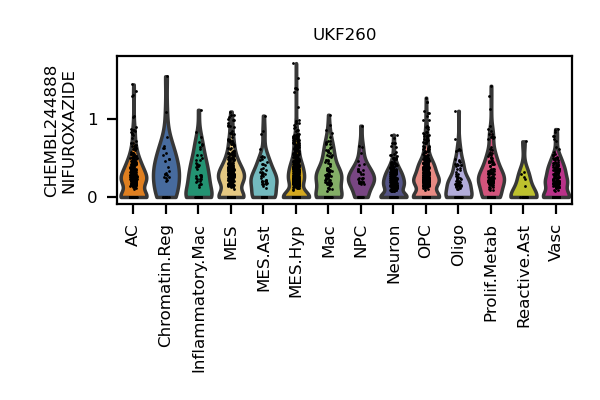 UKF260
CHEMBL244888
NIFUROXAZIDE
1
0
AC
Chromatin.Reg
Inflammatory.Mac
MES
MES.Ast
MES.Hyp
Mac
NPC
Neuron
OPC
Oligo
Prolif.Metab
Reactive.Ast
Vasc